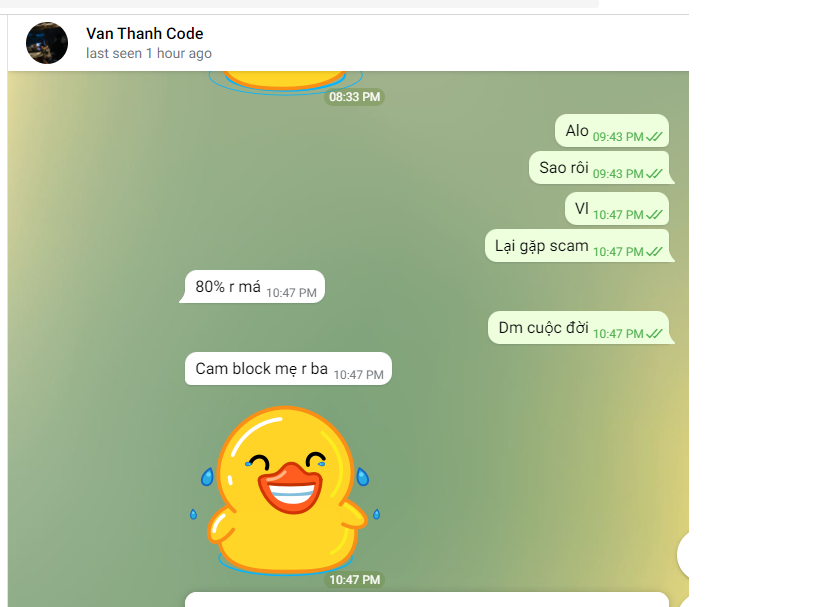 Van Thanh Code
last seen 1 hour ago
08:33 PM
Alo 09:43 PM
Sao rôi 09:43 PM
Vl 10:47 PM
Lại gặp scam 10:47 PM
80% r má 10:47 PM
Dm cuộc đời 10:47 PM
Cam block mẹ r ba 10:47 PM
10:47 PM